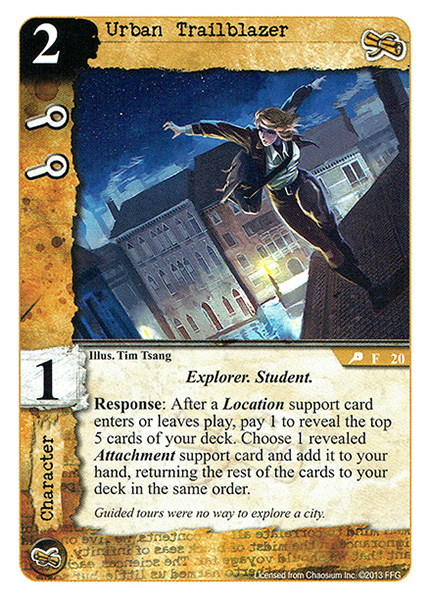 2
Urban Trailblazer
Illus. Tim Tsang
F 20
1
Explorer. Student.
Response: After a Location support card
enters or leaves play, pay 1 to reveal the top
5 cards of your deck. Choose 1 revealed
Attachment support card and add it to your
hand, returning the rest of the cards to your
deck in the same order.
Guided tours were no way to explore a city.
Character
Licensed from Chaosium Inc. ©2013 FFG